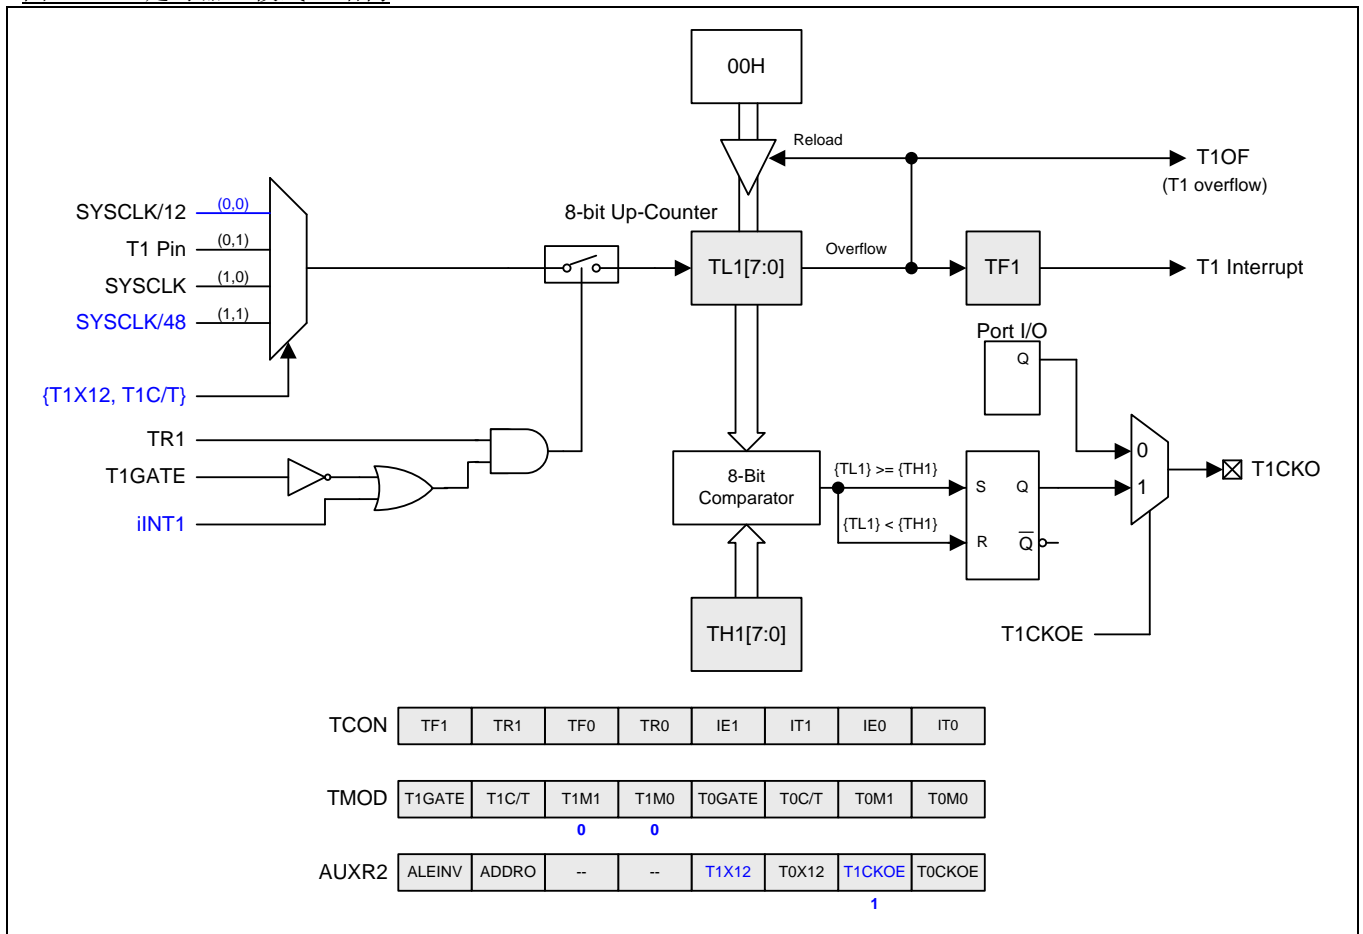 00H
Reload
T1OF
(T1 overflow)
SYSCLK/12 (0,0)
8-bit Up-Counter
T1 Pin (0,1)
TL1[7:0]
Overflow
TF1
T1 Interrupt
SYSCLK (1,0)
SYSCLK/48 (1,1)
Port I/O
Q
{T1X12, T1C/T}
TR1
T1GATE
iINT1
8-Bit
Comparator
{TL1} >= {TH1}
{TL1} < {TH1}
S Q
R Q
0
1
T1CKO
TH1[7:0]
T1CKOE
TCON TF1 TR1 TF0 TR0 IE1 IT1 IE0 IT0
TMOD T1GATE T1C/T T1M1 T1M0 T0GATE T0C/T T0M1 T0M0
0 0
AUXR2 ALEINV ADDRO -- -- T1X12 T0X12 T1CKOE T0CKOE
1